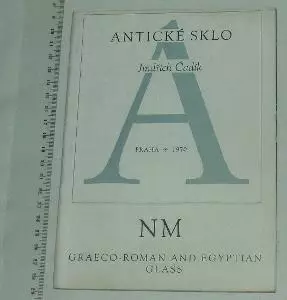 ANTICKÉ SKLO
Jindřich Čadík
Á
PRAHA * 1970
NM
GRAECO-ROMAN AND EGYPTIAN
GLASS